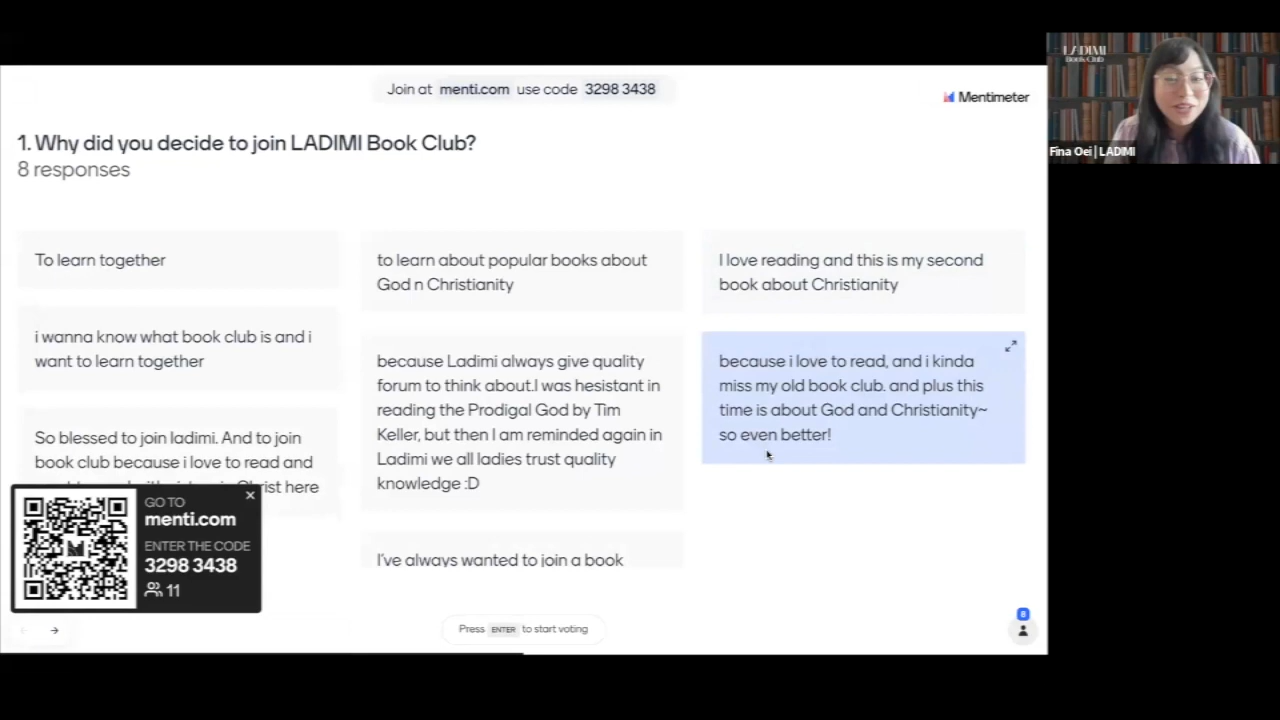 Join at menti.com use code 3298 3438
Mentimeter
LADIMI
Book Club
Fina Oei | LADIMI
1. Why did you decide to join LADIMI Book Club?
8 responses
To learn together
i wanna know what book club is and i
want to learn together
So blessed to join ladimi. And to join
book club because i love to read and
rist here
to learn about popular books about
God n Christianity
because Ladimi always give quality
forum to think about.I was hesistant in
reading the Prodigal God by Tim
Keller, but then I am reminded again in
Ladimi we all ladies trust quality
knowledge :D
I've always wanted to join a book
I love reading and this is my second
book about Christianity
because i love to read, and i kinda
miss my old book club. and plus this
time is about God and Christianity~
so even better!
GO TO
menti.com
ENTER THE CODE
3298 3438
11
Press ENTER to start voting
8